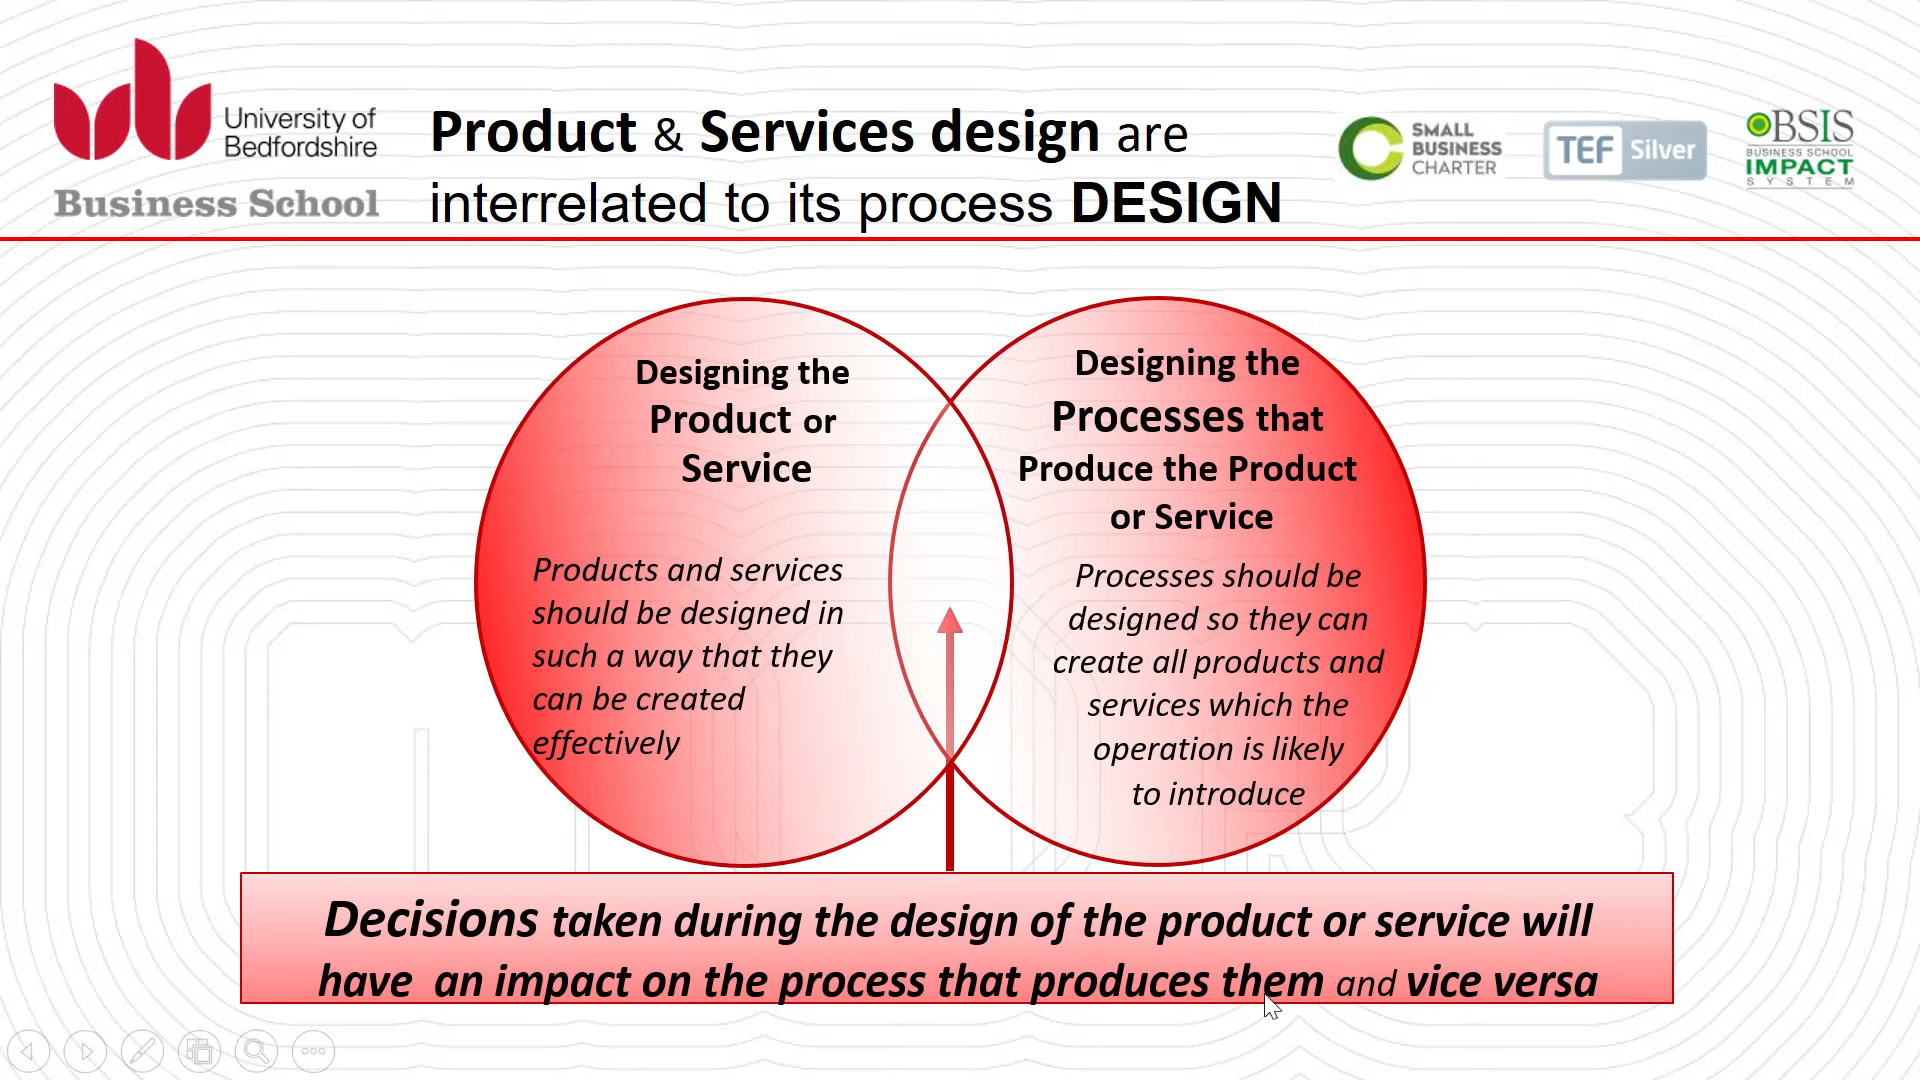 University of
Bedfordshire
Business School
Product & Services design are
interrelated to its process DESIGN
SMALL
BUSINESS
CHARTER
TEF Silver
BSIS
BUSINESS SCHOOL
IMPACT
SYSTEM
Designing the
Product or
Service
Products and services
should be designed in
such a way that they
can be created
effectively
Designing the
Processes that
Produce the Product
or Service
Processes should be
designed so they can
create all products and
services which the
operation is likely
to introduce
Decisions taken during the design of the product or service will
have an impact on the process that produces them and vice versa